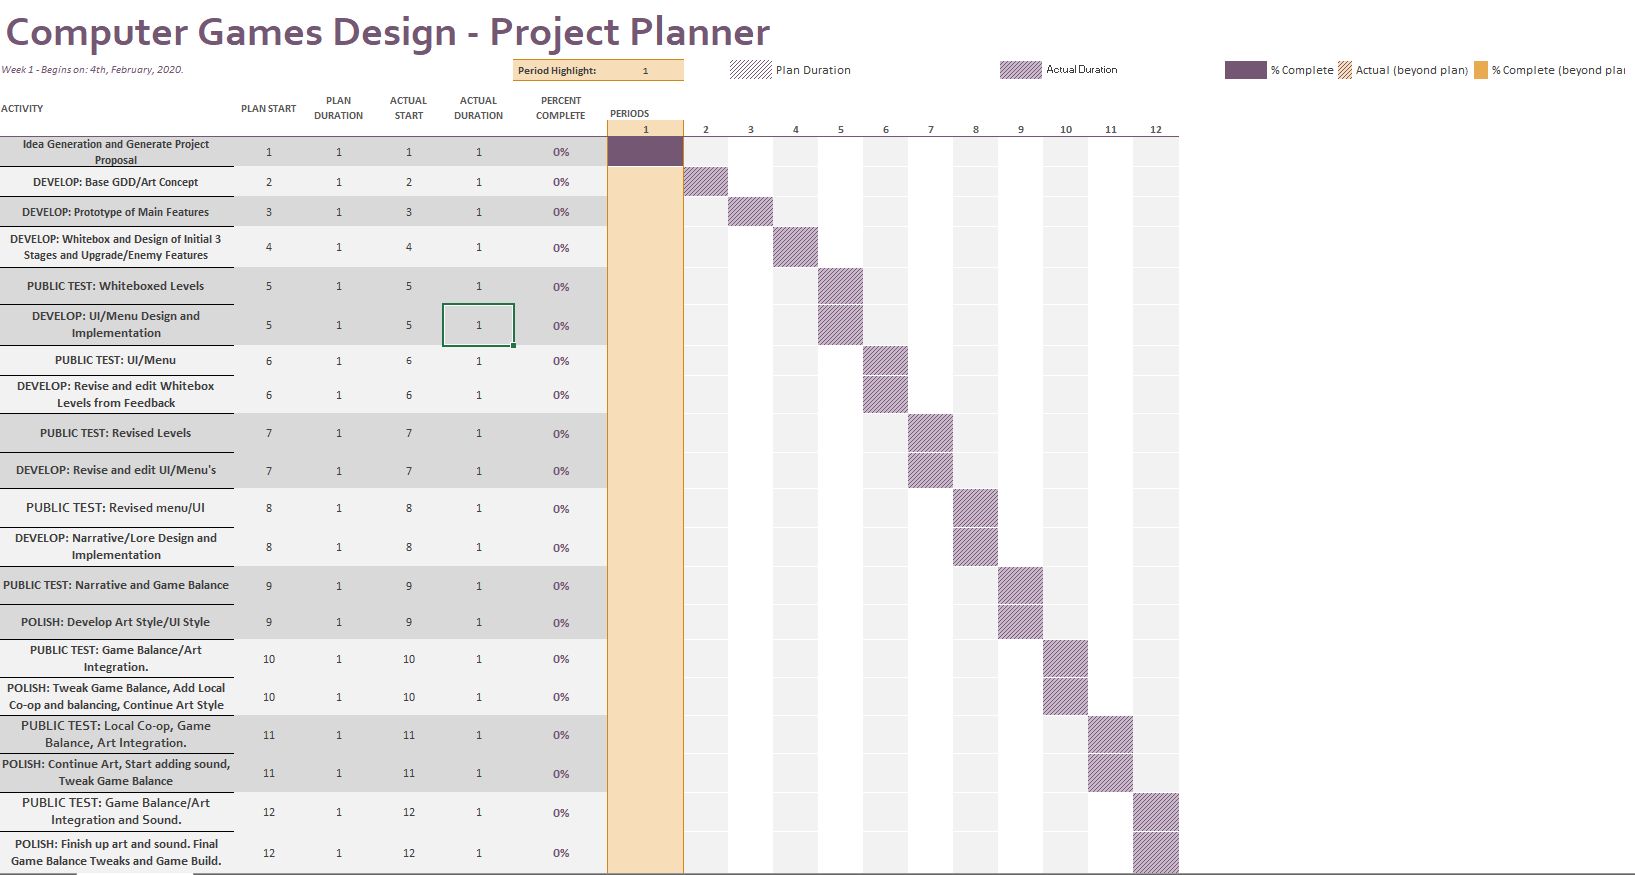 Computer Games Design - Project Planner
Week 1 - Begins on: 4th, February, 2020.
Period Highlight: 1
Plan Duration
Actual Duration
% Complete
Actual (beyond plan)
% Complete (beyond plan
ACTIVITY
PLAN START
PLAN
DURATION
ACTUAL
START
ACTUAL
DURATION
PERCENT
COMPLETE
PERIODS
1 2 3 4 5 6 7 8 9 10 11 12
Idea Generation and Generate Project
Proposal
1 1 1 1 0%
DEVELOP: Base GDD/Art Concept
2 1 2 1 0%
DEVELOP: Prototype of Main Features
3 1 3 1 0%
DEVELOP: Whitebox and Design of Initial 3
Stages and Upgrade/Enemy Features
4 1 4 1 0%
PUBLIC TEST: Whiteboxed Levels
5 1 5 1 0%
DEVELOP: UI/Menu Design and
Implementation
5 1 5 1 0%
PUBLIC TEST: UI/Menu
6 1 6 1 0%
DEVELOP: Revise and edit Whitebox
Levels from Feedback
6 1 6 1 0%
PUBLIC TEST: Revised Levels
7 1 7 1 0%
DEVELOP: Revise and edit UI/Menu's
7 1 7 1 0%
PUBLIC TEST: Revised menu/UI
8 1 8 1 0%
DEVELOP: Narrative/Lore Design and
Implementation
8 1 8 1 0%
PUBLIC TEST: Narrative and Game Balance
9 1 9 1 0%
POLISH: Develop Art Style/UI Style
9 1 9 1 0%
PUBLIC TEST: Game Balance/Art
Integration.
10 1 10 1 0%
POLISH: Tweak Game Balance, Add Local
Co-op and balancing, Continue Art Style
10 1 10 1 0%
PUBLIC TEST: Local Co-op, Game
Balance, Art Integration.
11 1 11 1 0%
POLISH: Continue Art, Start adding sound,
Tweak Game Balance
11 1 11 1 0%
PUBLIC TEST: Game Balance/Art
Integration and Sound.
12 1 12 1 0%
POLISH: Finish up art and sound. Final
Game Balance Tweaks and Game Build.
12 1 12 1 0%